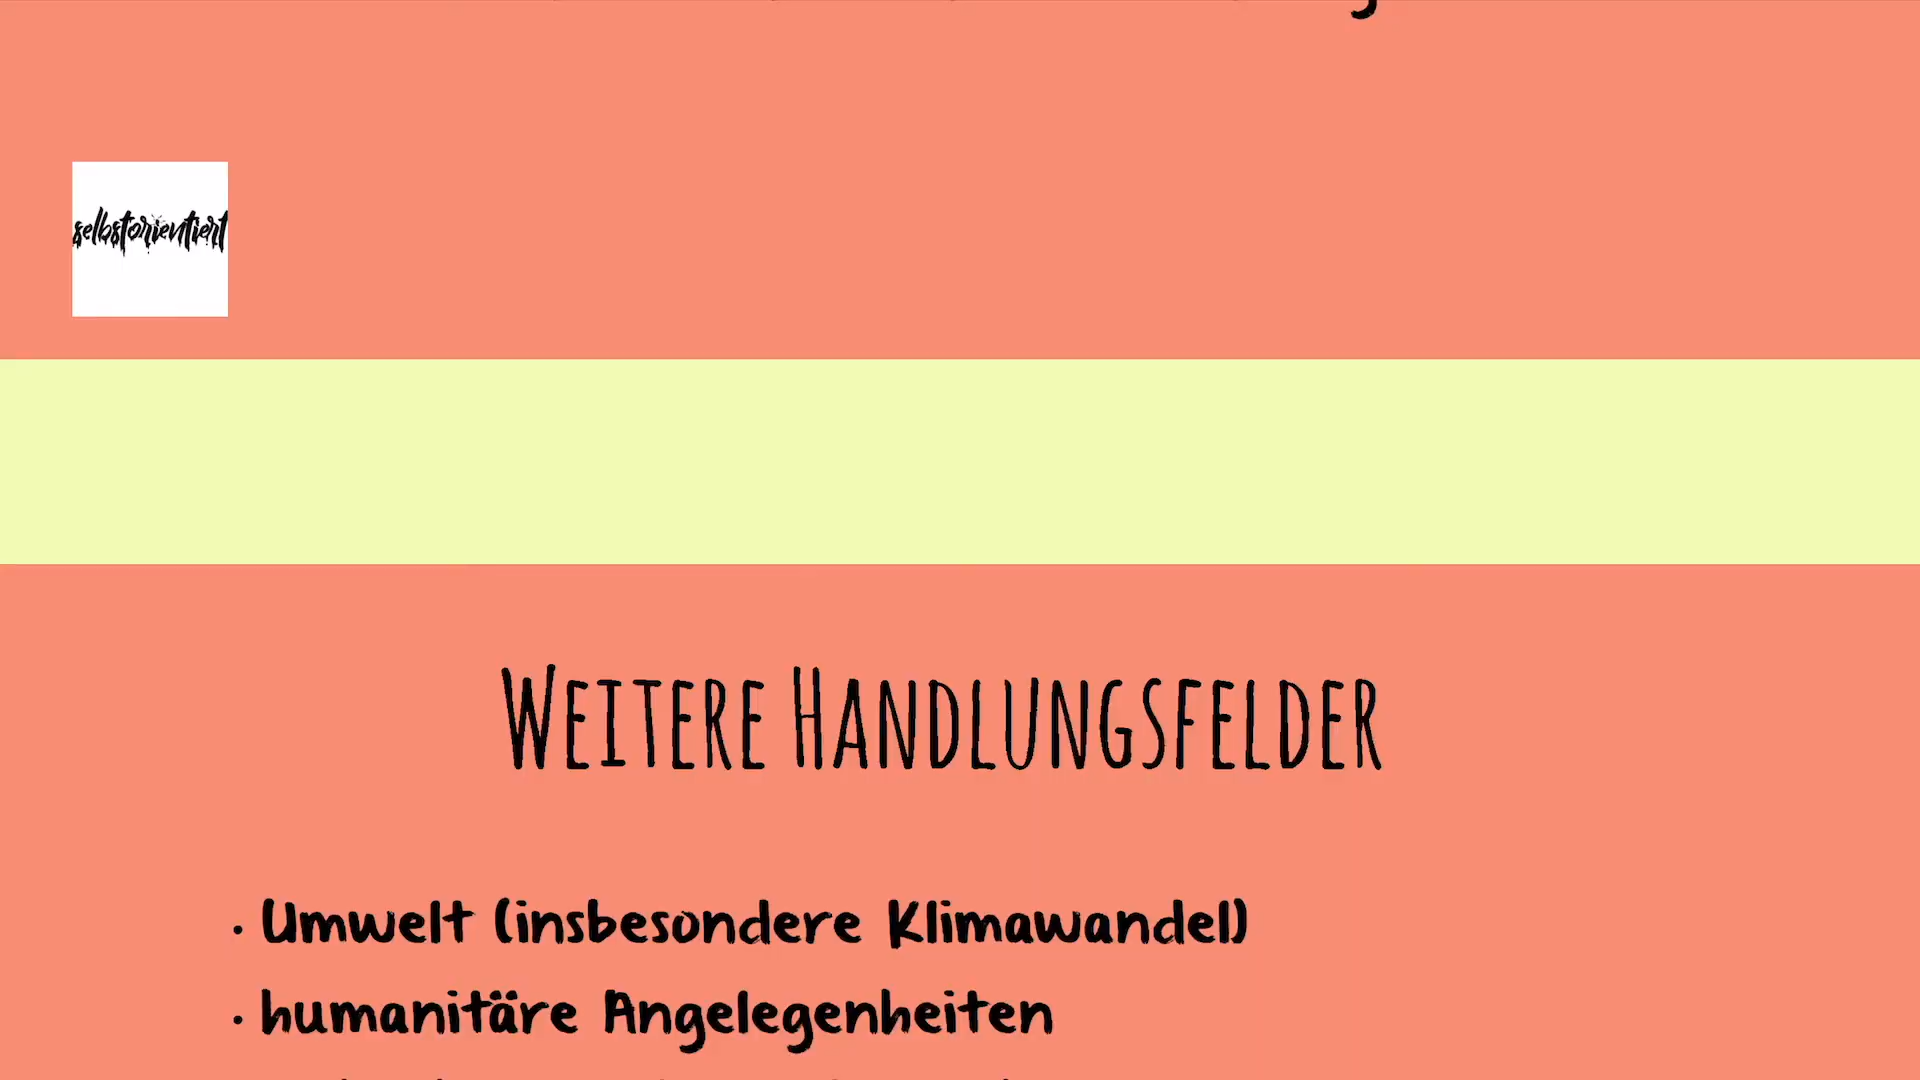 selbstorientiert
Weitere Handlungsfelder
• Umwelt (insbesondere Klimawandel)
• humanitäre Angelegenheiten